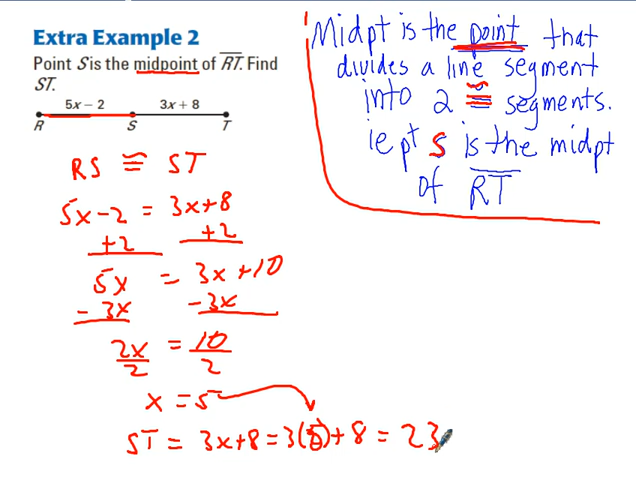 Extra Example 2
Point S is the midpoint of RT. Find
ST.
5x – 2 3x + 8
R S T
RS ≅ ST
5x-2 = 3x+8
+2 +2
5x = 3x+10
-3x -3x
2x/2 = 10/2
x = 5
ST = 3x+8 = 3(5)+8 = 23
Midpt is the point that
divides a line segment
into 2 ≅ segments.
ie pt S is the midpt
of RT